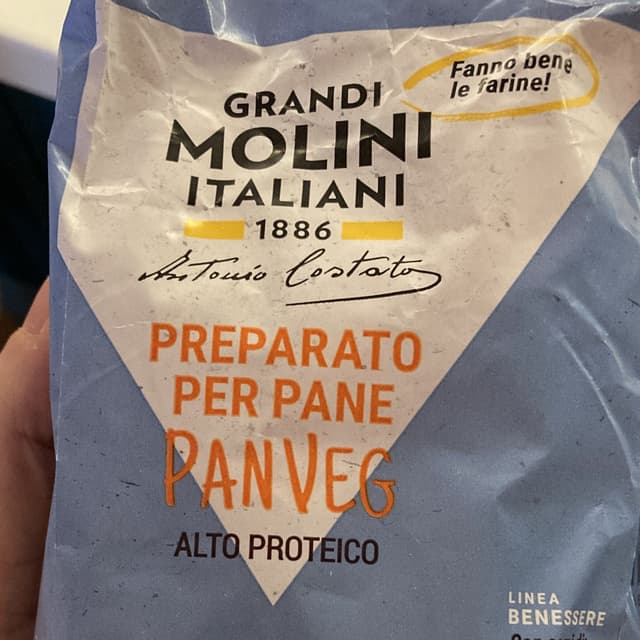 Fanno bene
le farine!
GRANDI
MOLINI
ITALIANI
1886
Antonio Costato
PREPARATO
PER PANE
PANVEG
ALTO PROTEICO
LINEA
BENESSERE